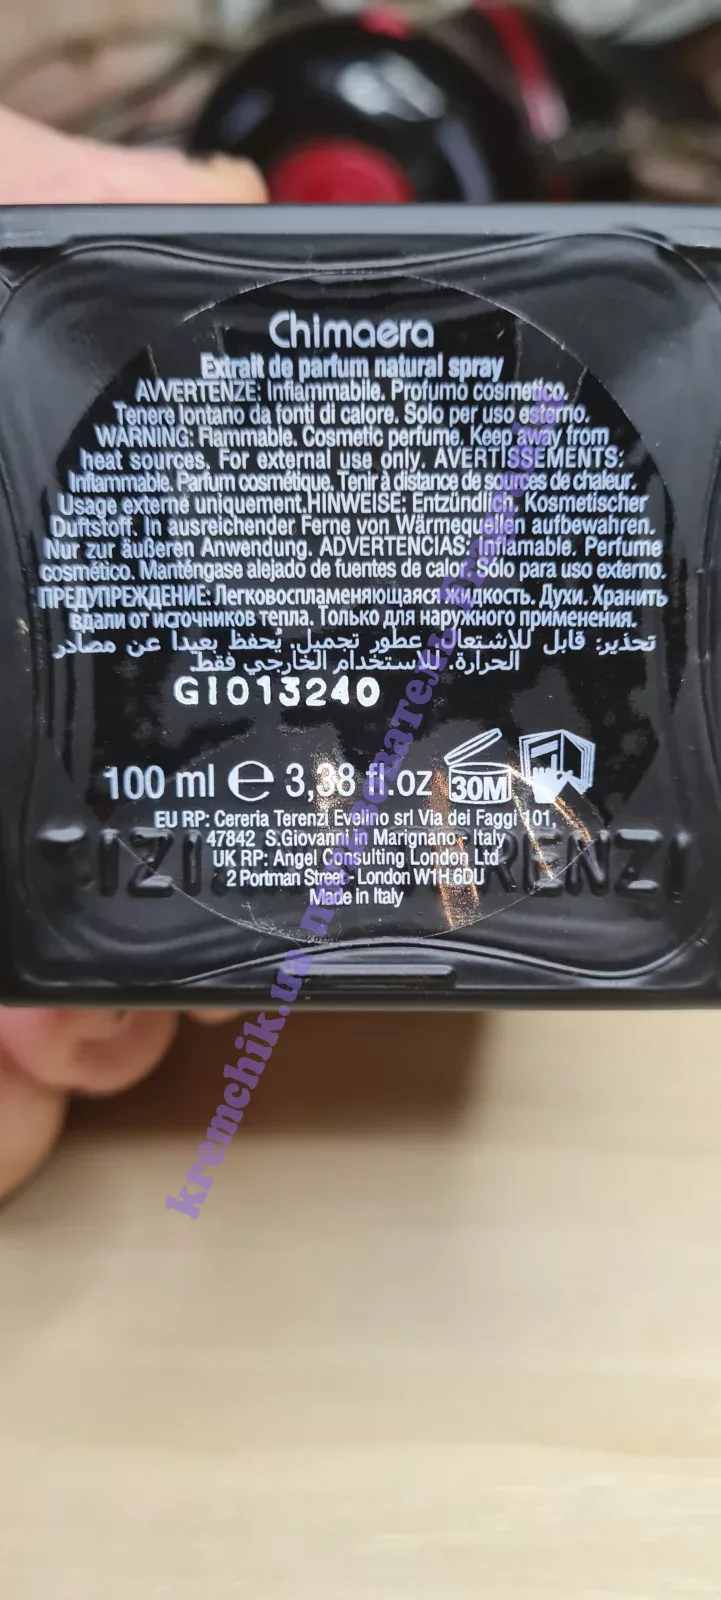 Chimaera
Extrait de parfum natural spray
AVVERTENZE: Infiammabile. Profumo cosmetico.
Tenere lontano da fonti di calore. Solo per uso esterno.
WARNING: Flammable. Cosmetic perfume. Keep away from
heat sources. For external use only. AVERTISSEMENTS:
Inflammable. Parfum cosmétique. Tenir à distance de sources de chaleur.
Usage externe uniquement.HINWEISE: Entzündlich. Kosmetischer
Duftstoff. In ausreichender Ferne von Wärmequellen aufbewahren.
Nur zur äußeren Anwendung. ADVERTENCIAS: Inflamable. Perfume
cosmético. Manténgase alejado de fuentes de calor. Sólo para uso externo.
ПРЕДУПРЕЖДЕНИЕ: Легковоспламеняющаяся жидкость. Духи. Хранить
вдали от источников тепла. Только для наружного применения.
تحذير: قابل للاشتعال. عطور تجميل. يُحفظ بعيدا عن مصادر
الحرارة. للاستخدام الخارجي فقط.
GI013240
100 ml e 3,38 fl.oz 30M
EU RP: Cereria Terenzi Evelino srl Via dei Faggi 101,
47842 S.Giovanni in Marignano - Italy
UK RP: Angel Consulting London Ltd
2 Portman Street - London W1H 6DU
Made in Italy
TIZI TERENZI
kremchik.ua пользователь